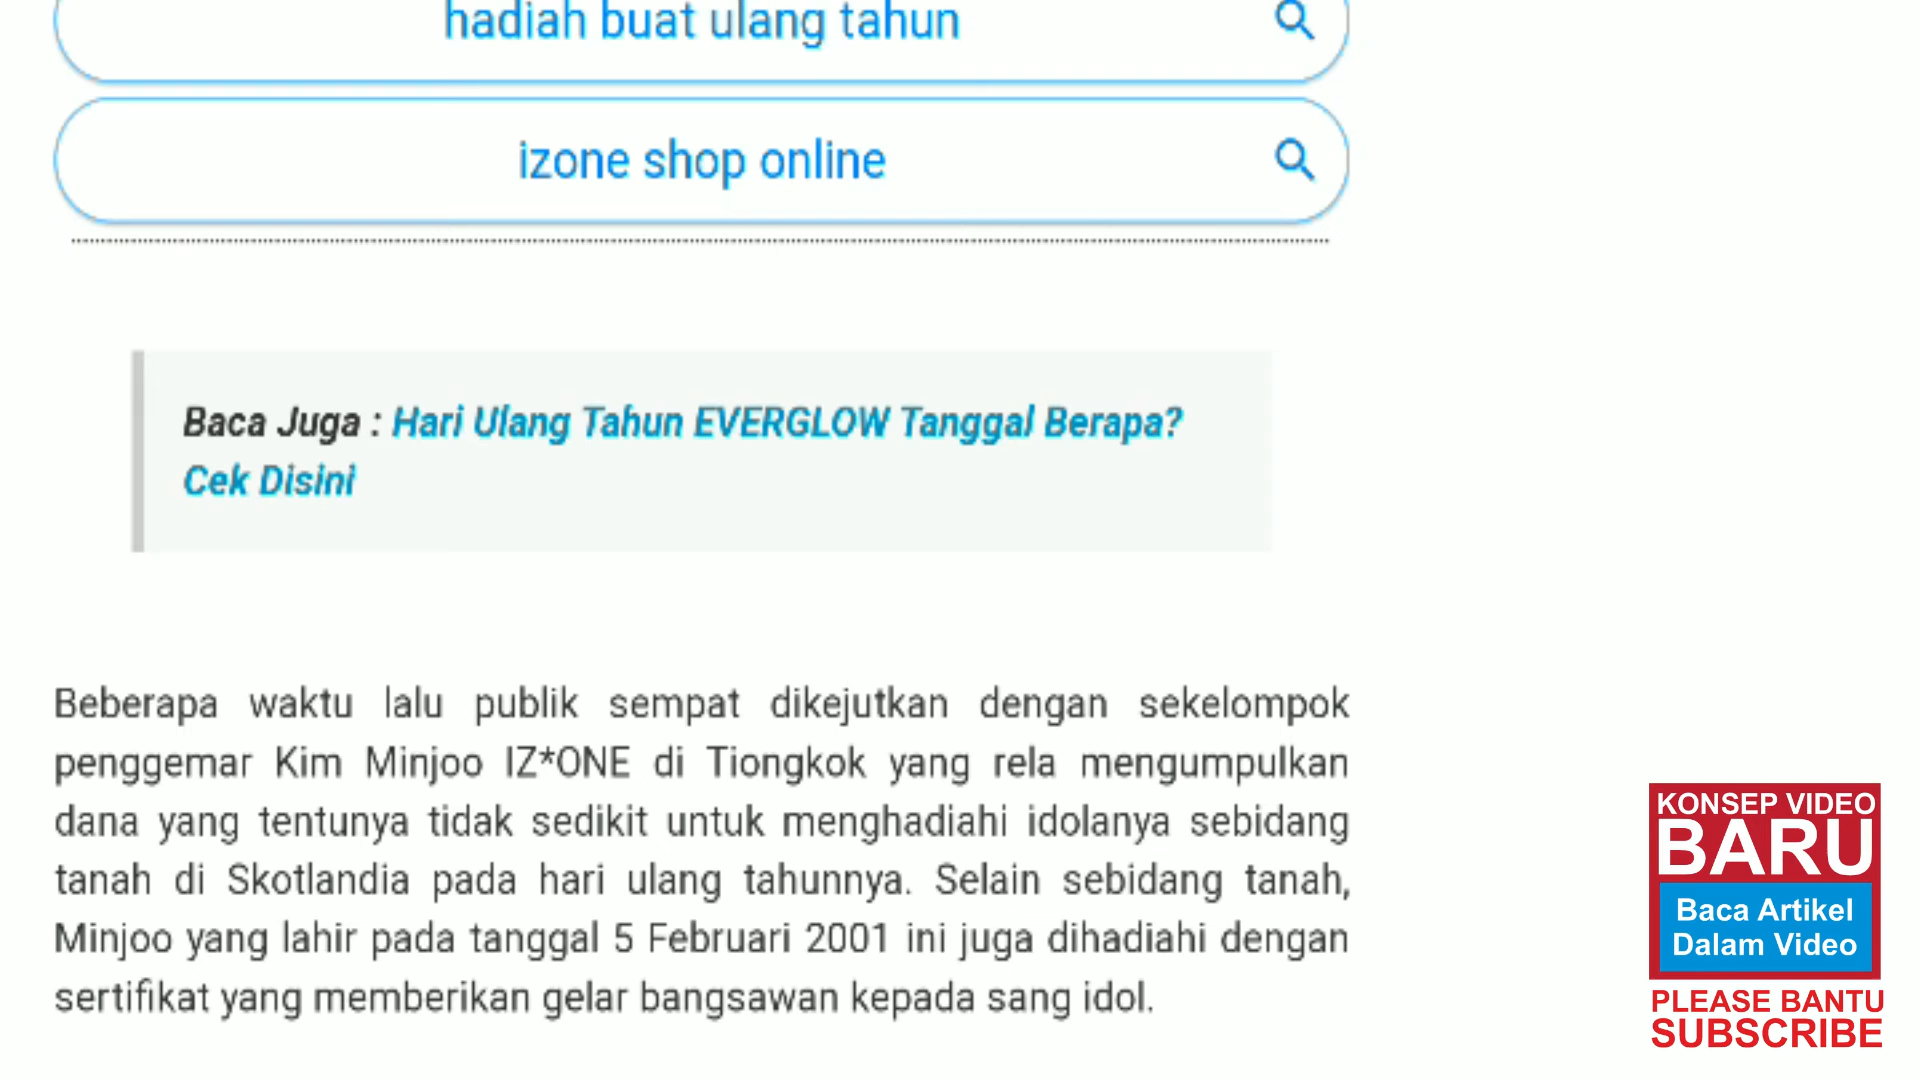 hadiah buat ulang tahun
izone shop online
Baca Juga : Hari Ulang Tahun EVERGLOW Tanggal Berapa?
Cek Disini
Beberapa waktu lalu publik sempat dikejutkan dengan sekelompok
penggemar Kim Minjoo IZ*ONE di Tiongkok yang rela mengumpulkan
dana yang tentunya tidak sedikit untuk menghadiahi idolanya sebidang
tanah di Skotlandia pada hari ulang tahunnya. Selain sebidang tanah,
Minjoo yang lahir pada tanggal 5 Februari 2001 ini juga dihadiahi dengan
sertifikat yang memberikan gelar bangsawan kepada sang idol.
KONSEP VIDEO
BARU
Baca Artikel
Dalam Video
PLEASE BANTU
SUBSCRIBE